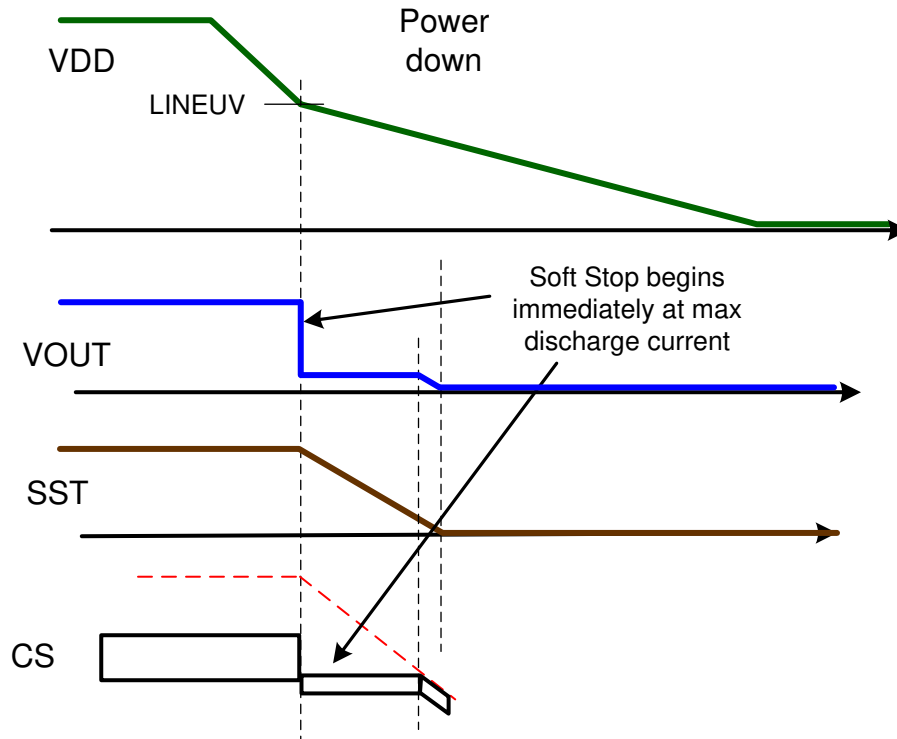 Power
down
VDD
LINEUV
Soft Stop begins
immediately at max
discharge current
VOUT
SST
CS